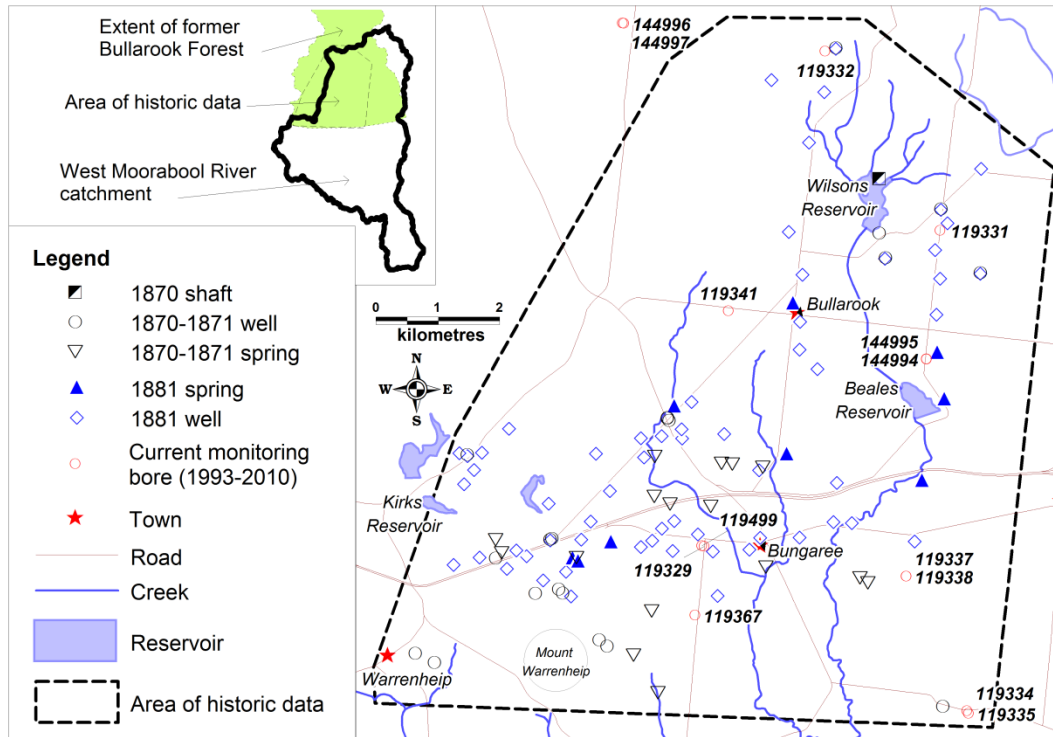 Extent of former
Bullarook Forest
Area of historic data
West Moorabool River
catchment
Legend
1870 shaft
1870-1871 well
1870-1871 spring
1881 spring
1881 well
Current monitoring
bore (1993-2010)
Town
Road
Creek
Reservoir
Area of historic data
0 2
kilometres
N
W E
S
144996
144997
119332
Wilsons
Reservoir
119331
119341
Bullarook
144995
144994
Beales
Reservoir
Kirks
Reservoir
119499
Bungaree
119329
119337
119338
119367
Mount
Warrenheip
Warrenheip
119334
119335